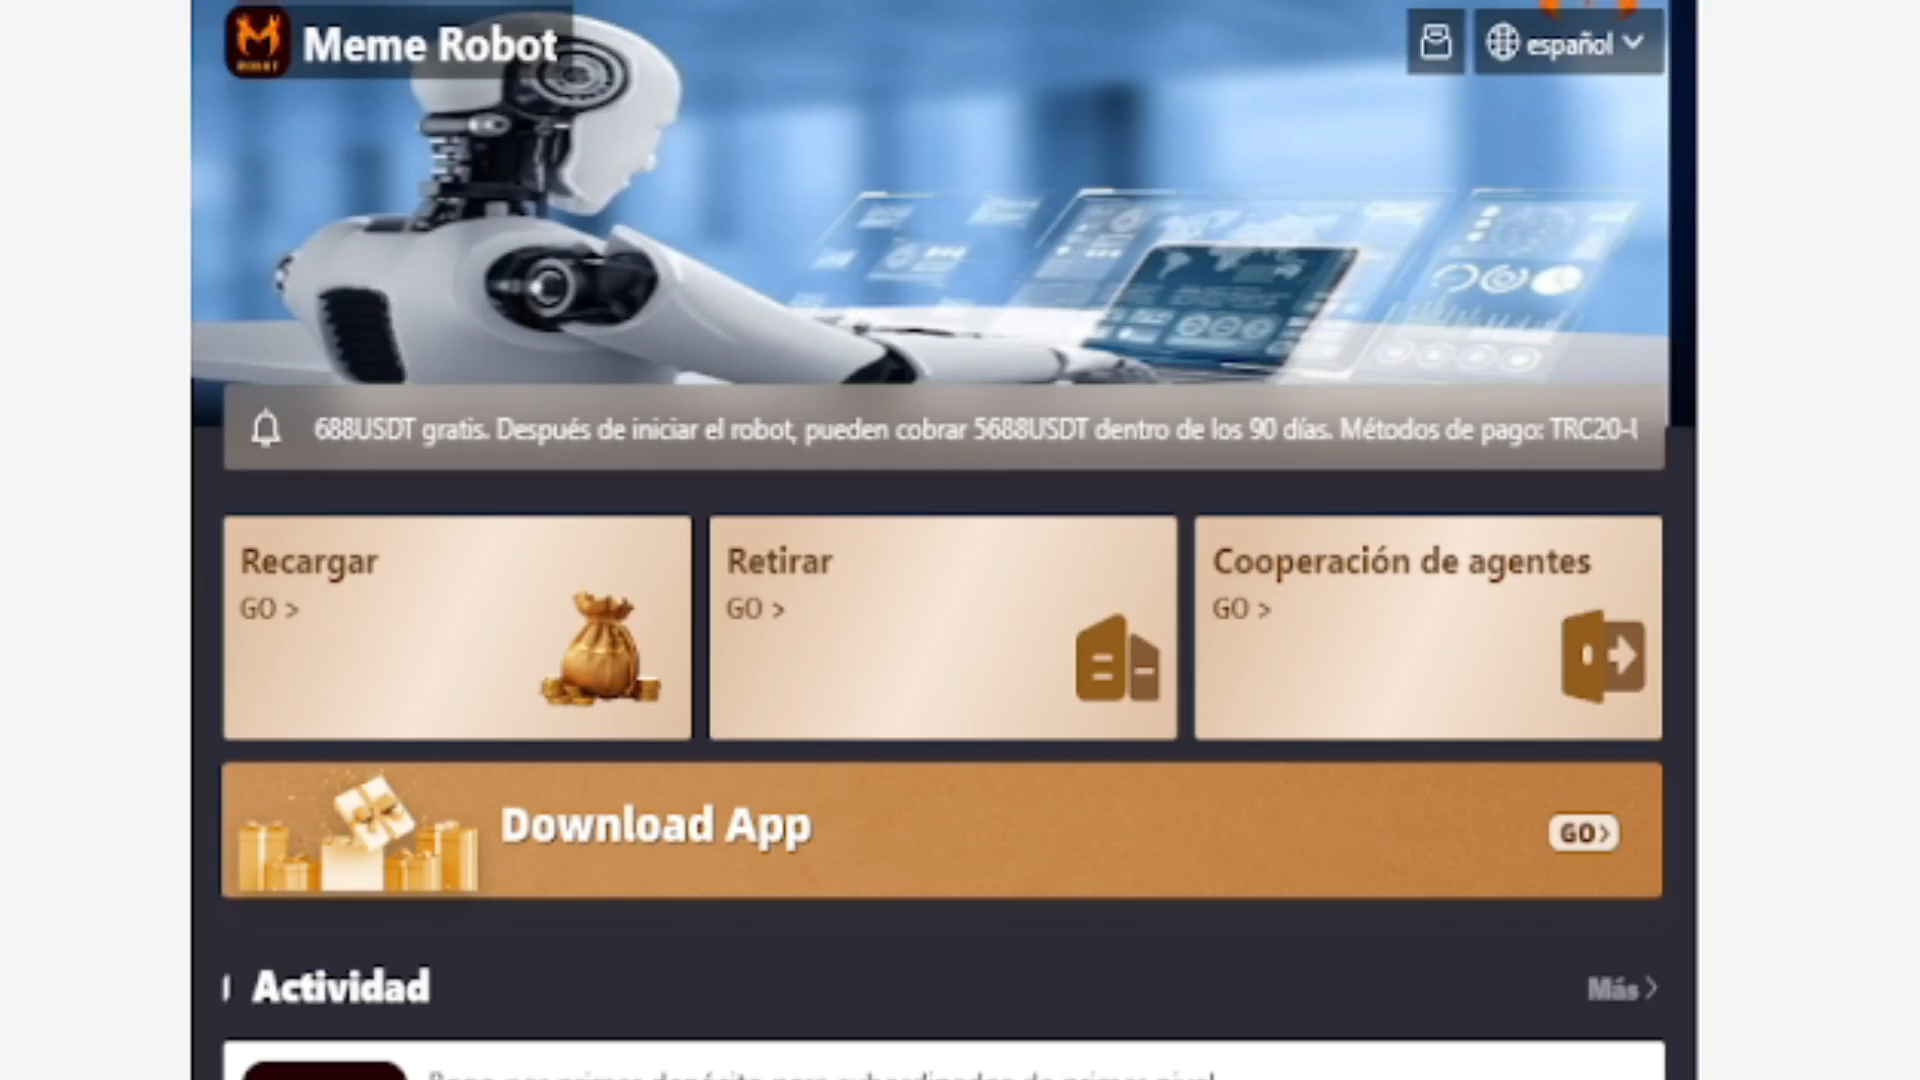 Meme Robot
español
688USDT gratis. Después de iniciar el robot, pueden cobrar 5688USDT dentro de los 90 días. Métodos de pago: TRC20-U
Recargar
GO >
Retirar
GO >
Cooperación de agentes
GO >
Download App
GO>
Actividad
Más >